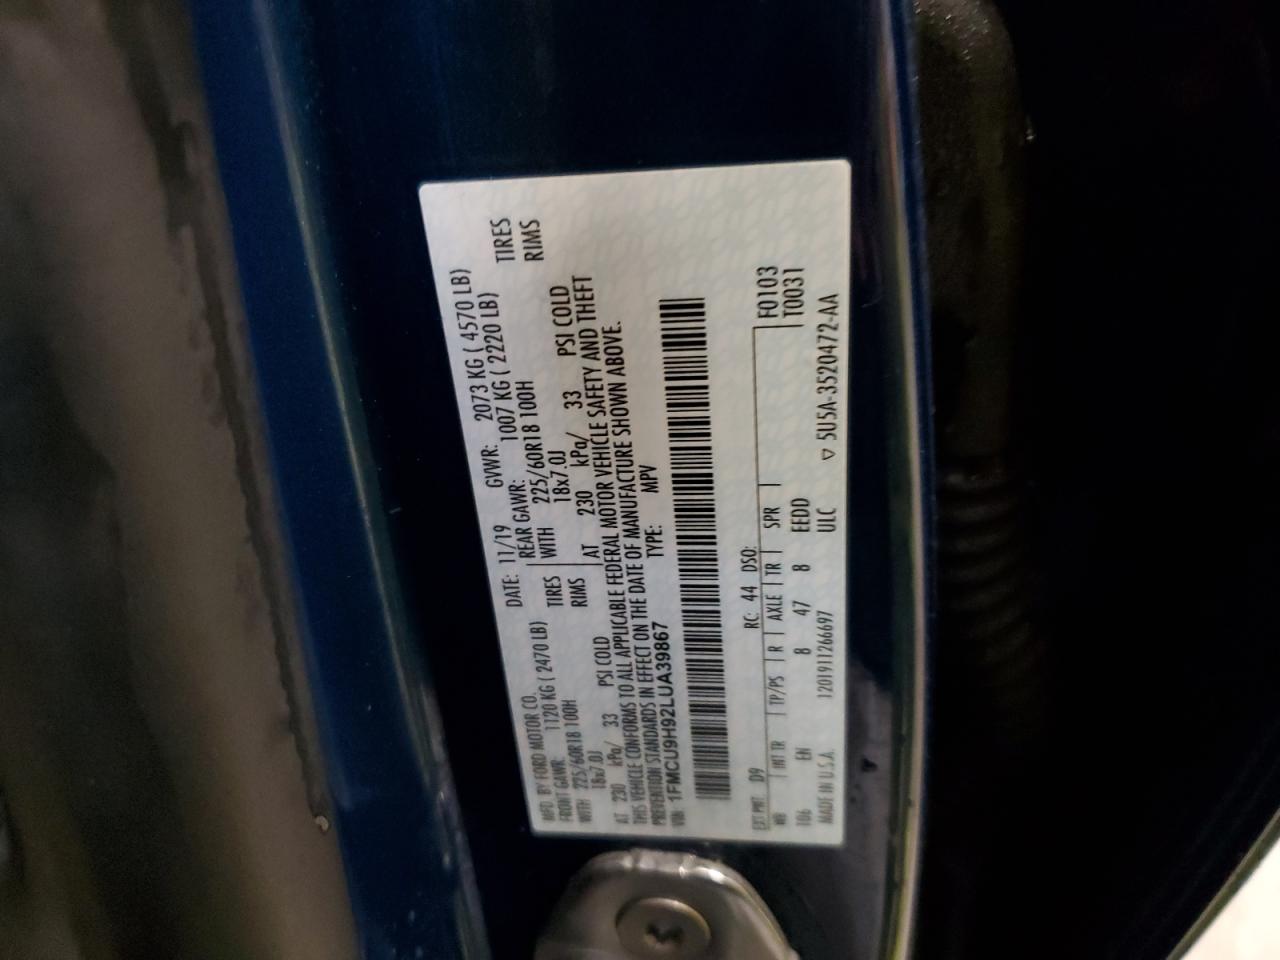 MFD. BY FORD MOTOR CO.
DATE: 11/19 GVWR: 2073 KG ( 4570 LB)
FRONT GAWR: 1120 KG ( 2470 LB) REAR GAWR: 1007 KG ( 2220 LB)
WITH 225/60R18 100H TIRES WITH 225/60R18 100H TIRES
18x7.0J RIMS 18x7.0J RIMS
AT 230 kPa/ 33 PSI COLD AT 230 kPa/ 33 PSI COLD
THIS VEHICLE CONFORMS TO ALL APPLICABLE FEDERAL MOTOR VEHICLE SAFETY AND THEFT
PREVENTION STANDARDS IN EFFECT ON THE DATE OF MANUFACTURE SHOWN ABOVE.
VIN: 1FMCU9H92LUA39867 TYPE: MPV
EXT PNT: D9 RC: 44 DSO: F0103
WB INT TR TP/PS R AXLE TR SPR T0031
106 EN 8 47 8 EEDD
MADE IN U.S.A. 1201911266697 ULC ▽ 5U5A-3520472-AA